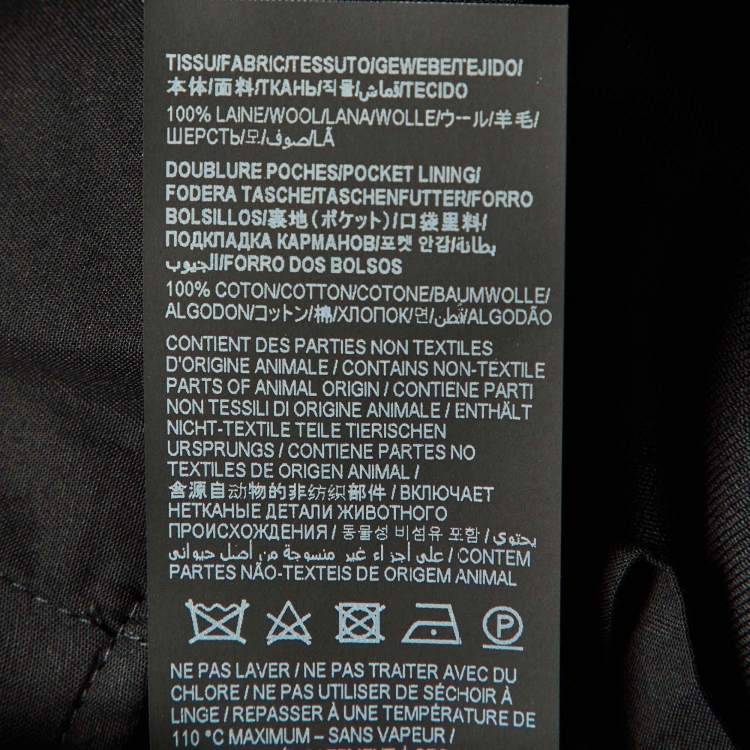 TISSU/FABRIC/TESSUTO/GEWEBE/TEJIDO/
本体/面料/ТКАНЬ/직물/قماش/TECIDO
100% LAINE/WOOL/LANA/WOLLE/ウール/羊毛/
ШЕРСТЬ/모/صوف/LÃ
DOUBLURE POCHES/POCKET LINING/
FODERA TASCHE/TASCHENFUTTER/FORRO
BOLSILLOS/裏地(ポケット)/口袋里料/
ПОДКЛАДКА КАРМАНОВ/포켓 안감/بطانة
الجيوب/FORRO DOS BOLSOS
100% COTON/COTTON/COTONE/BAUMWOLLE/
ALGODON/コットン/棉/ХЛОПОК/면/قطن/ALGODÃO
CONTIENT DES PARTIES NON TEXTILES
D'ORIGINE ANIMALE / CONTAINS NON-TEXTILE
PARTS OF ANIMAL ORIGIN / CONTIENE PARTI
NON TESSILI DI ORIGINE ANIMALE / ENTHÄLT
NICHT-TEXTILE TEILE TIERISCHEN
URSPRUNGS / CONTIENE PARTES NO
TEXTILES DE ORIGEN ANIMAL /
含源自动物的非纺织部件 / ВКЛЮЧАЕТ
НЕТКАНЫЕ ДЕТАЛИ ЖИВОТНОГО
ПРОИСХОЖДЕНИЯ / 동물성 비섬유 포함 / يحتوي
على أجزاء غير منسوجة من أصل حيواني / CONTEM
PARTES NÃO-TEXTEIS DE ORIGEM ANIMAL
P
NE PAS LAVER / NE PAS TRAITER AVEC DU
CHLORE / NE PAS UTILISER DE SÉCHOIR À
LINGE / REPASSER À UNE TEMPÉRATURE DE
110 °C MAXIMUM – SANS VAPEUR /